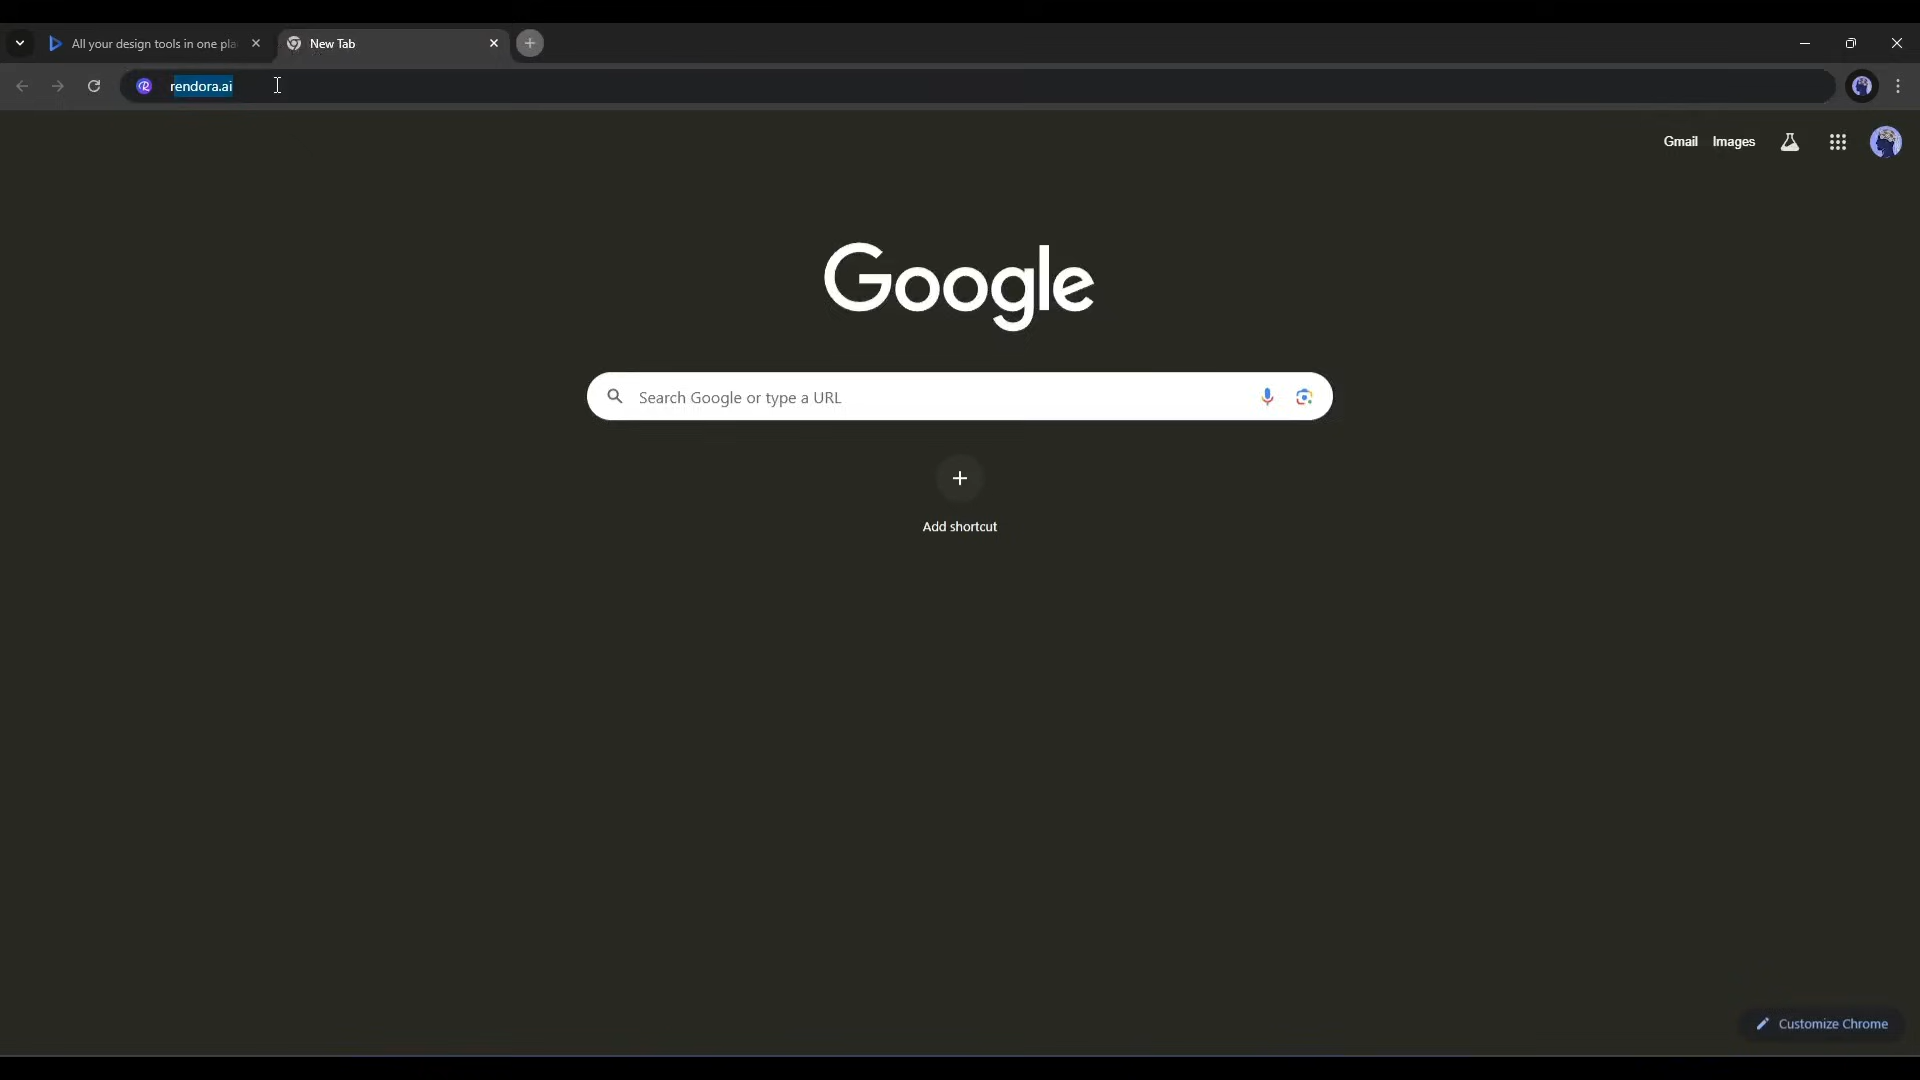 All your design tools in one pla
New Tab
rendora.ai
Gmail
Images
Google
Search Google or type a URL
Add shortcut
Customize Chrome